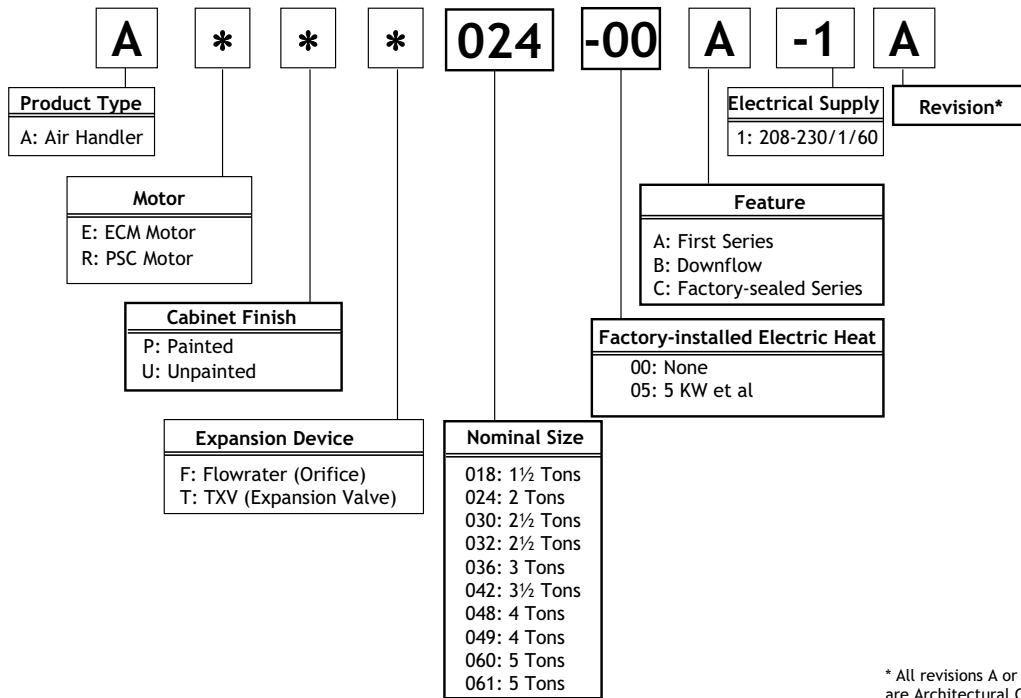 A * * * 024 -00 A -1 A
Product Type
A: Air Handler
Electrical Supply
1: 208-230/1/60
Revision*
Motor
E: ECM Motor
R: PSC Motor
Feature
A: First Series
B: Downflow
C: Factory-sealed Series
Cabinet Finish
P: Painted
U: Unpainted
Factory-installed Electric Heat
00: None
05: 5 KW et al
Expansion Device
F: Flowrater (Orifice)
T: TXV (Expansion Valve)
Nominal Size
018: 1½ Tons
024: 2 Tons
030: 2½ Tons
032: 2½ Tons
036: 3 Tons
042: 3½ Tons
048: 4 Tons
049: 4 Tons
060: 5 Tons
061: 5 Tons
* All revisions A or
are Architectural